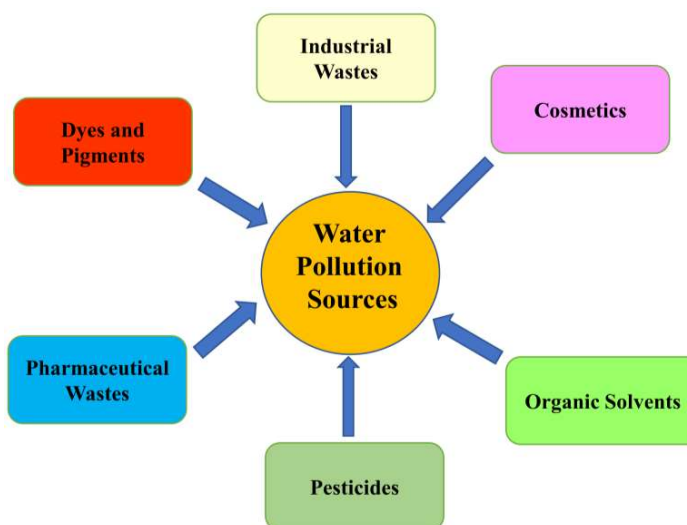 Industrial
Wastes
Cosmetics
Dyes and
Pigments
Water
Pollution
Sources
Pharmaceutical
Wastes
Organic Solvents
Pesticides